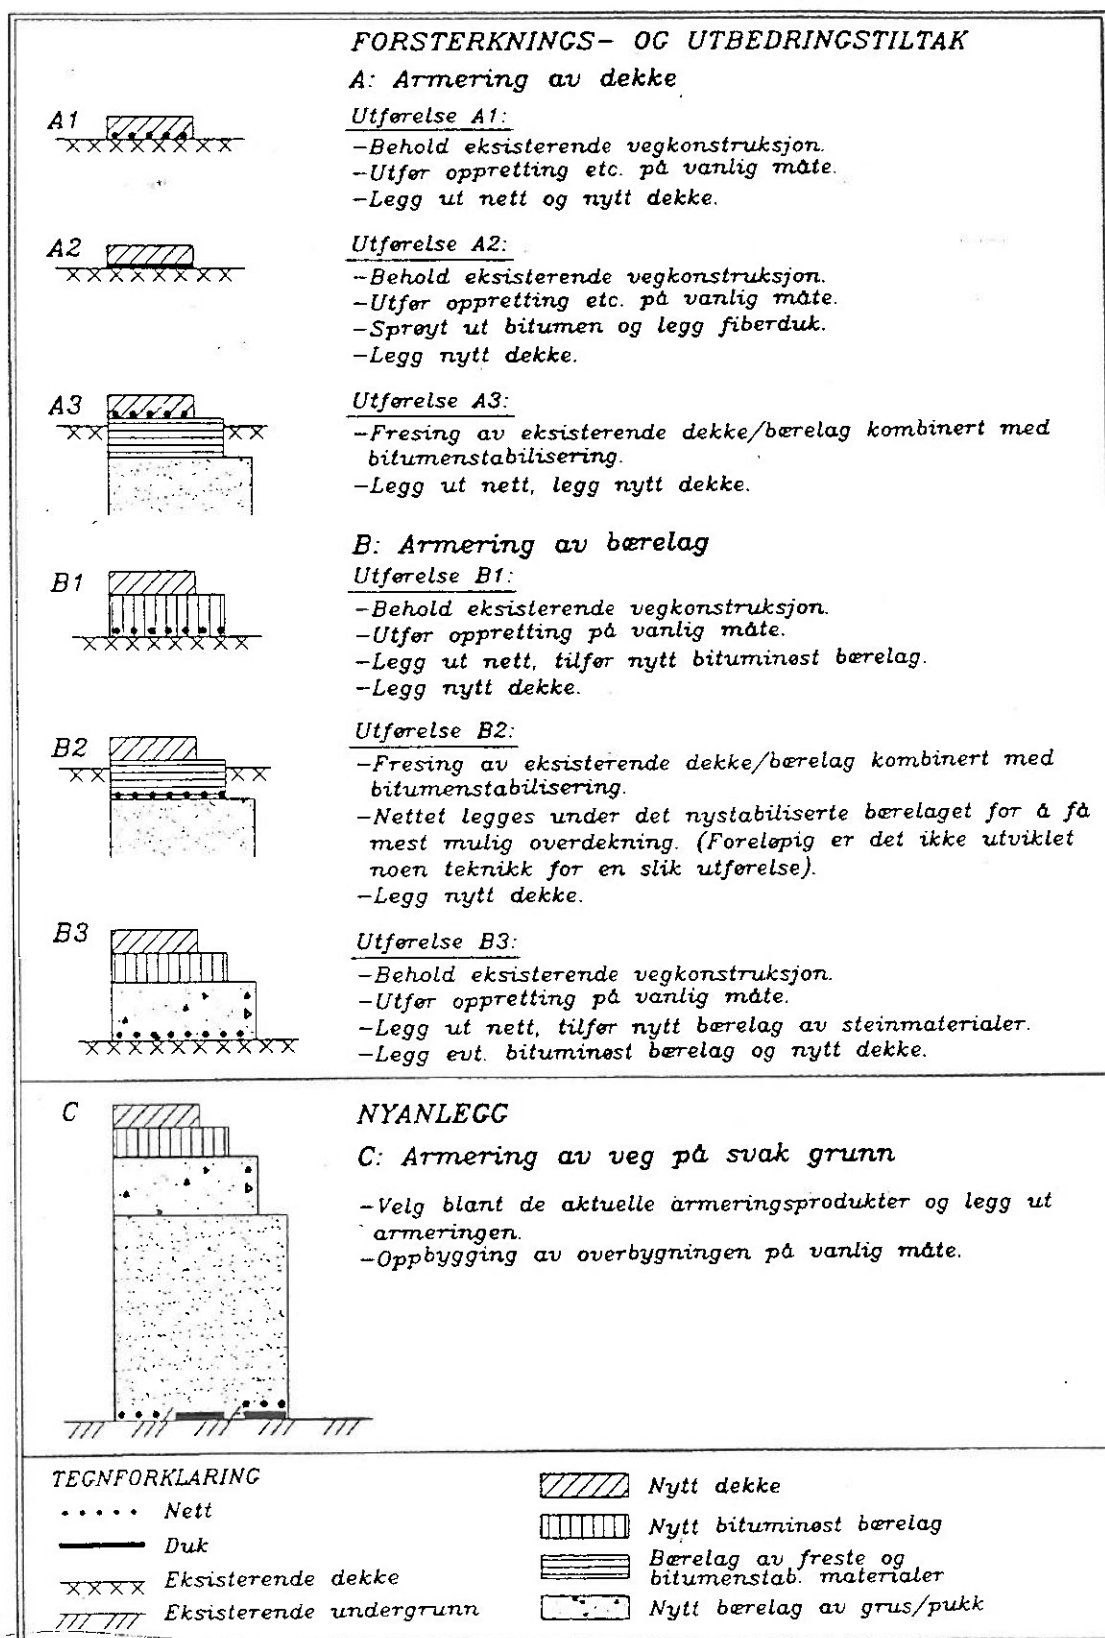 FORSTERKNINGS- OG UTBEDRINGSTILTAK
A: Armering av dekke
A1
Utførelse A1:
-Behold eksisterende vegkonstruksjon.
-Utfør oppretting etc. på vanlig måte.
-Legg ut nett og nytt dekke.
A2
Utførelse A2:
-Behold eksisterende vegkonstruksjon.
-Utfør oppretting etc. på vanlig måte.
-Sprøyt ut bitumen og legg fiberduk.
-Legg nytt dekke.
A3
Utførelse A3:
-Fresing av eksisterende dekke/bærelag kombinert med
bitumenstabilisering.
-Legg ut nett, legg nytt dekke.
B: Armering av bærelag
B1
Utførelse B1:
-Behold eksisterende vegkonstruksjon.
-Utfør oppretting på vanlig måte.
-Legg ut nett, tilfør nytt bituminøst bærelag.
-Legg nytt dekke.
B2
Utførelse B2:
-Fresing av eksisterende dekke/bærelag kombinert med
bitumenstabilisering.
-Nettet legges under det nystabiliserte bærelaget for å få
mest mulig overdekning. (Foreløpig er det ikke utviklet
noen teknikk for en slik utførelse).
-Legg nytt dekke.
B3
Utførelse B3:
-Behold eksisterende vegkonstruksjon.
-Utfør oppretting på vanlig måte.
-Legg ut nett, tilfør nytt bærelag av steinmaterialer.
-Legg evt. bituminøst bærelag og nytt dekke.
C
NYANLEGG
C: Armering av veg på svak grunn
-Velg blant de aktuelle armeringsprodukter og legg ut
armeringen.
-Oppbygging av overbygningen på vanlig måte.
TEGNFORKLARING
Nett
Duk
Eksisterende dekke
Eksisterende undergrunn
Nytt dekke
Nytt bituminøst bærelag
Bærelag av freste og
bitumenstab. materialer
Nytt bærelag av grus/pukk